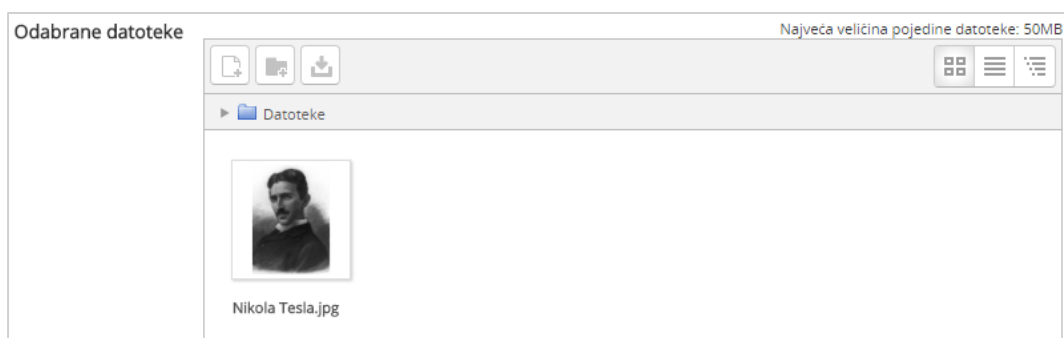 Odabrane datoteke
Najveća veličina pojedine datoteke: 50MB
Datoteke
Nikola Tesla.jpg